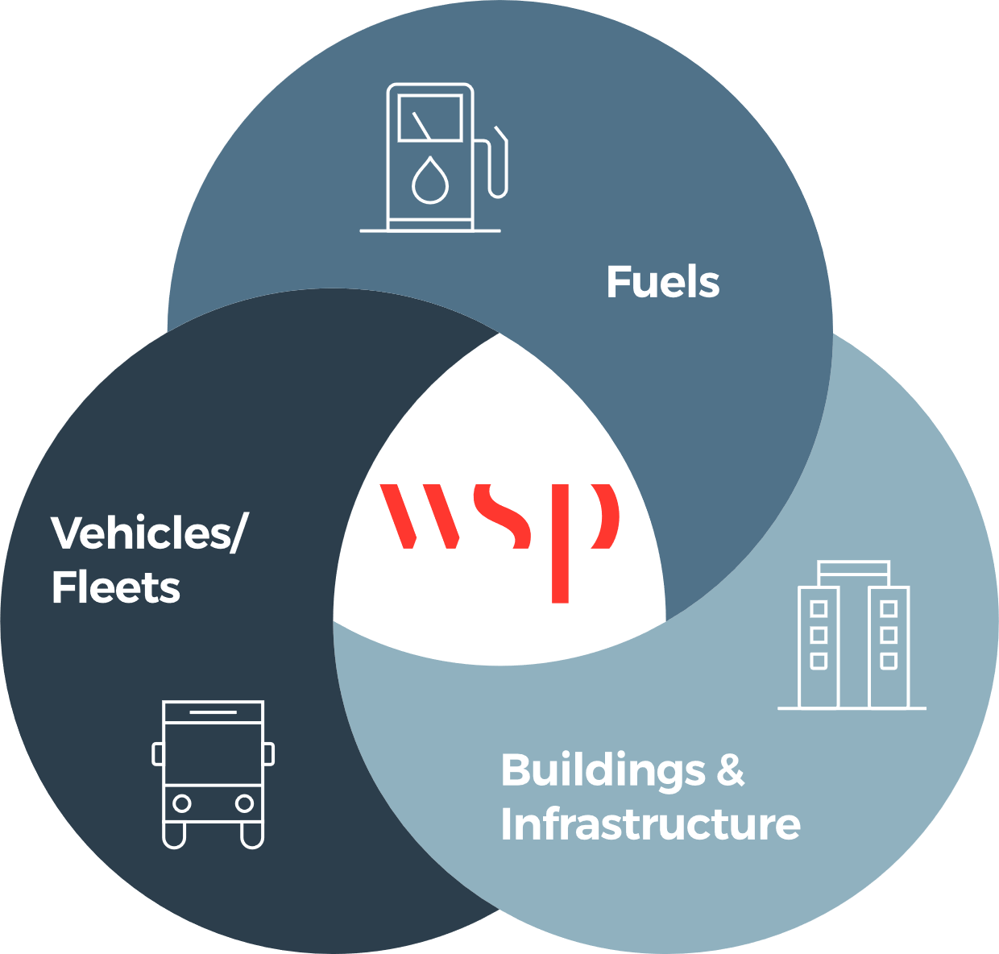 Fuels
wsp
Vehicles/
Fleets
Buildings &
Infrastructure